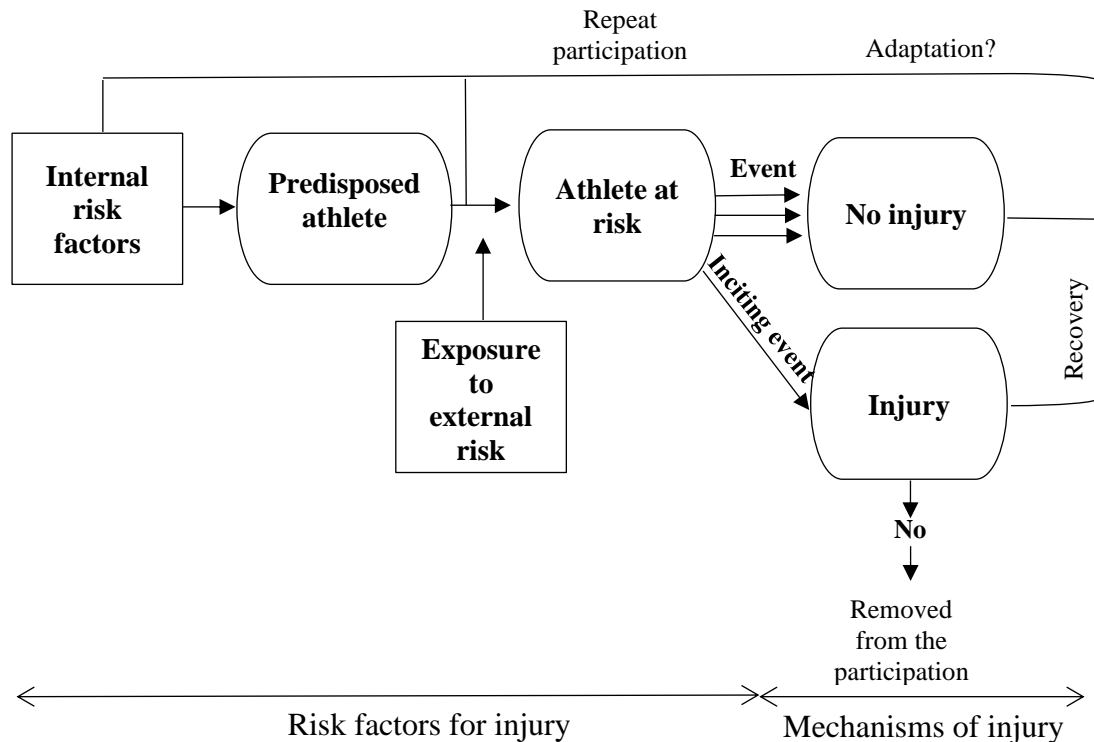 Repeat
participation
Adaptation?
Internal
risk
factors
Predisposed
athlete
Athlete at
risk
Event
No injury
Inciting event
Recovery
Exposure
to
external
risk
Injury
No
Removed
from the
participation
Risk factors for injury
Mechanisms of injury